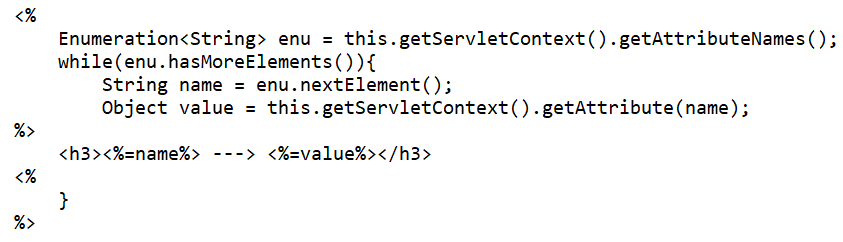 <%
    Enumeration<String> enu = this.getServletContext().getAttributeNames();
    while(enu.hasMoreElements()){
        String name = enu.nextElement();
        Object value = this.getServletContext().getAttribute(name);
%>
    <h3><%=name%> ---> <%=value%></h3>
<%
    }
%>